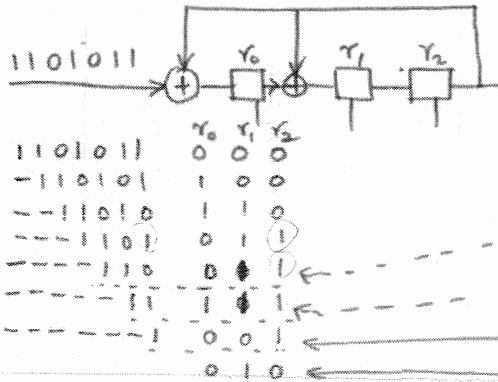 1101011
r₀ r₁ r₂
+ +
r₀ r₁ r₂
1101011 0 0 0
-110101 1 0 0
--11010 1 1 0
---1101 0 1 1
----110 0 1
-----11 1 1
------1 0 0 1
0 1 0